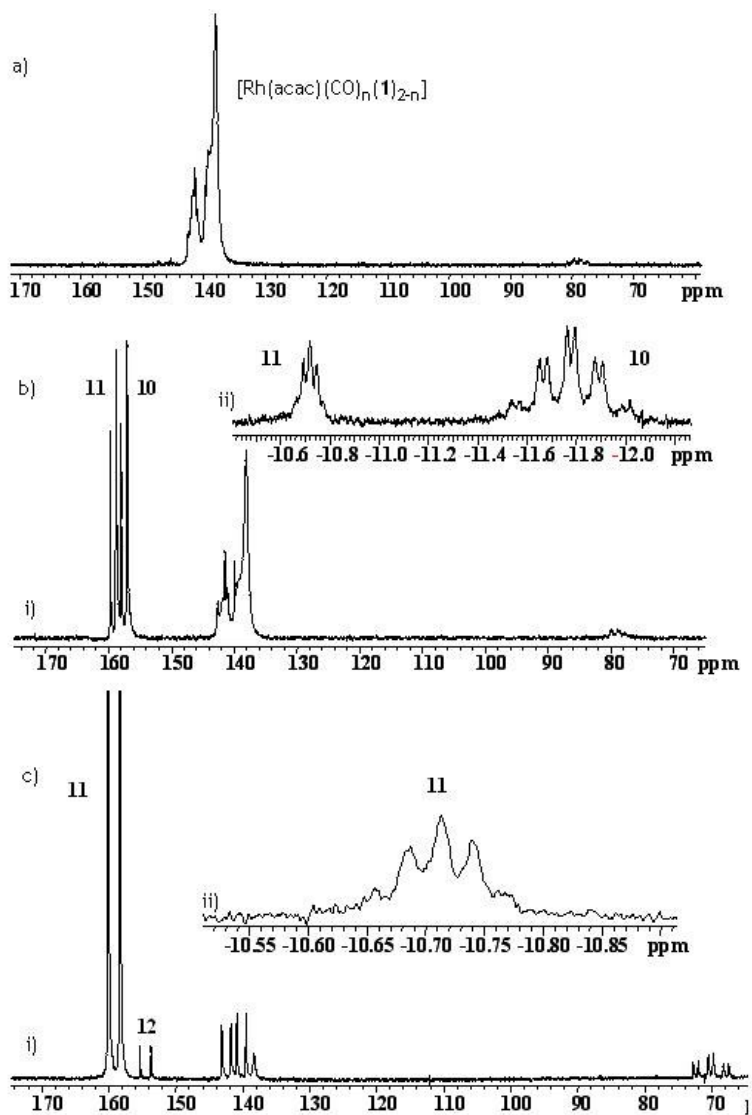 a)
[Rh(acac)(CO)n(1)2-n]
170 160 150 140 130 120 110 100 90 80 70 ppm
b)
11 10
ii)
11 10
-10.6 -10.8 -11.0 -11.2 -11.4 -11.6 -11.8 -12.0 ppm
i)
170 160 150 140 130 120 110 100 90 80 70 ppm
c)
11
11
ii)
-10.55 -10.60 -10.65 -10.70 -10.75 -10.80 -10.85 ppm
12
i)
170 160 150 140 130 120 110 100 90 80 70